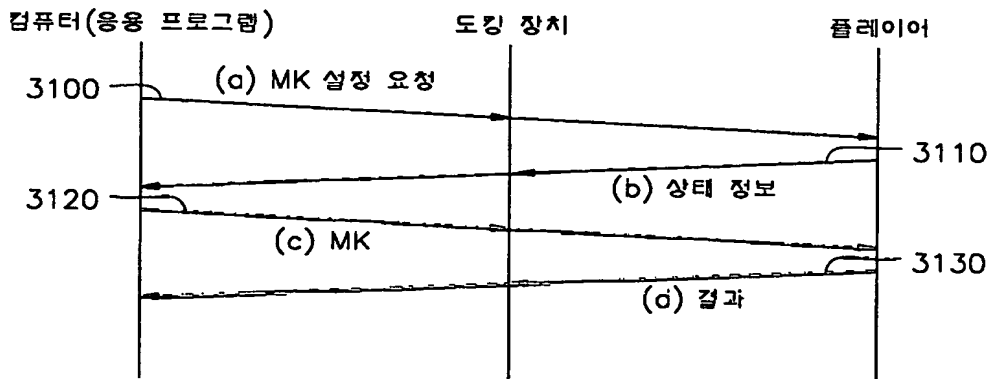 컴퓨터(응용 프로그램)
도킹 장치
플레이어
(a) MK 설정 요청
3100
3110
(b) 상태 정보
3120
(c) MK
3130
(d) 결과